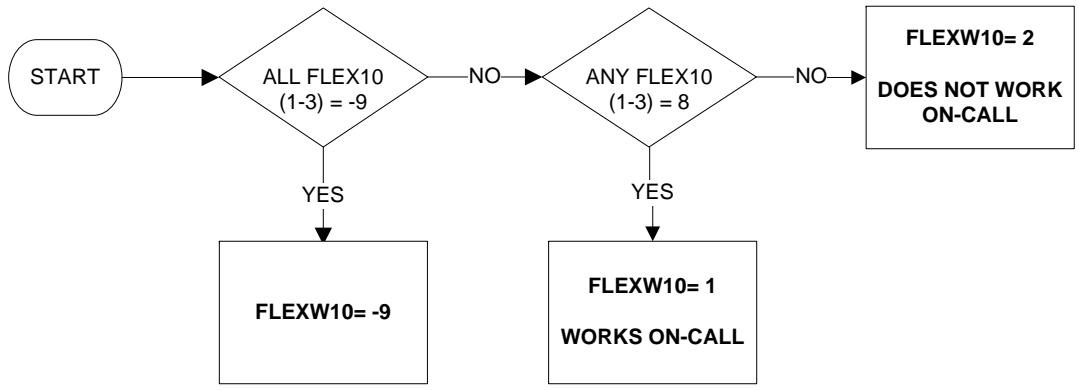 START
ALL FLEX10
(1-3) = -9
NO
ANY FLEX10
(1-3) = 8
NO
FLEXW10= 2
DOES NOT WORK
ON-CALL
YES
YES
FLEXW10= -9
FLEXW10= 1
WORKS ON-CALL